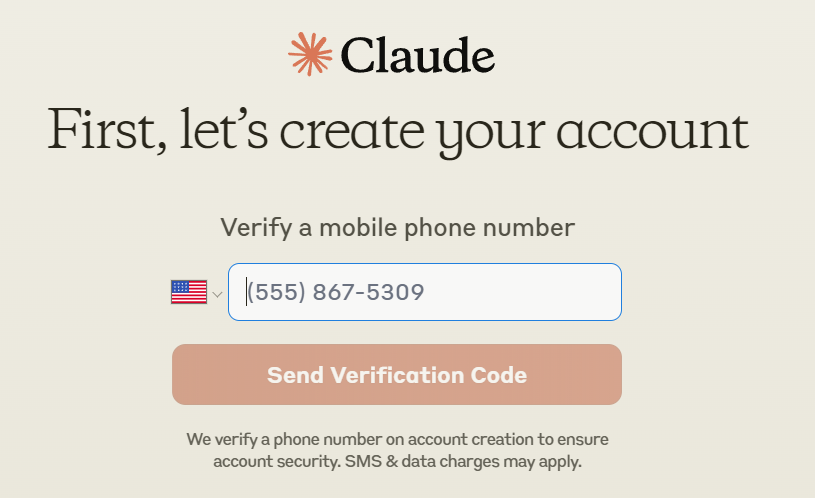 Claude
First, let's create your account
Verify a mobile phone number
(555) 867-5309
Send Verification Code
We verify a phone number on account creation to ensure
account security. SMS & data charges may apply.